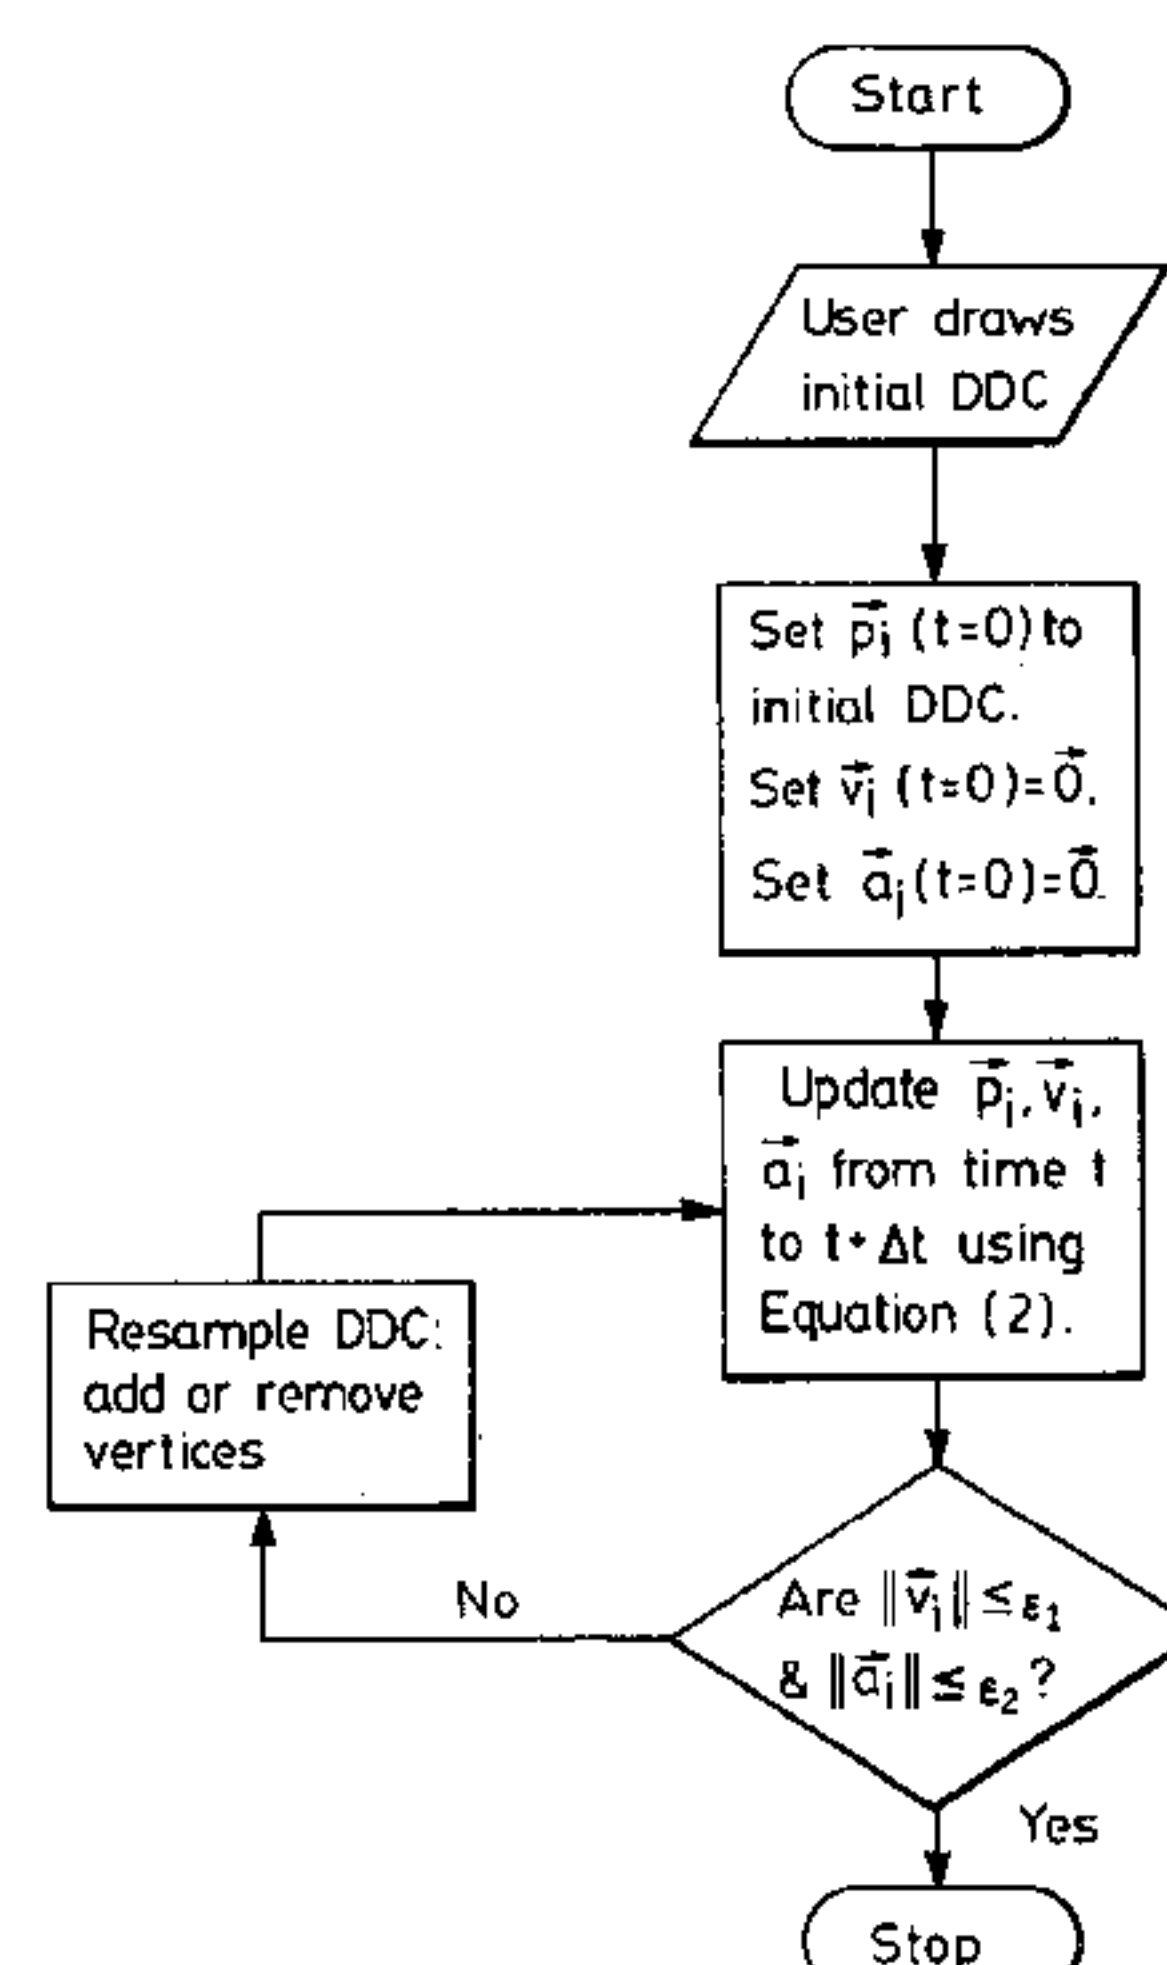 Start
User draws
initial DDC
Set p⃗ᵢ (t=0) to
initial DDC.
Set v⃗ᵢ (t=0)=0⃗.
Set a⃗ᵢ(t=0)=0⃗.
Update p⃗ᵢ, v⃗ᵢ,
a⃗ᵢ from time t
to t+Δt using
Equation (2).
Resample DDC:
add or remove
vertices
No
Are ‖v⃗ᵢ‖ ≤ ε₁
& ‖a⃗ᵢ‖ ≤ ε₂?
Yes
Stop